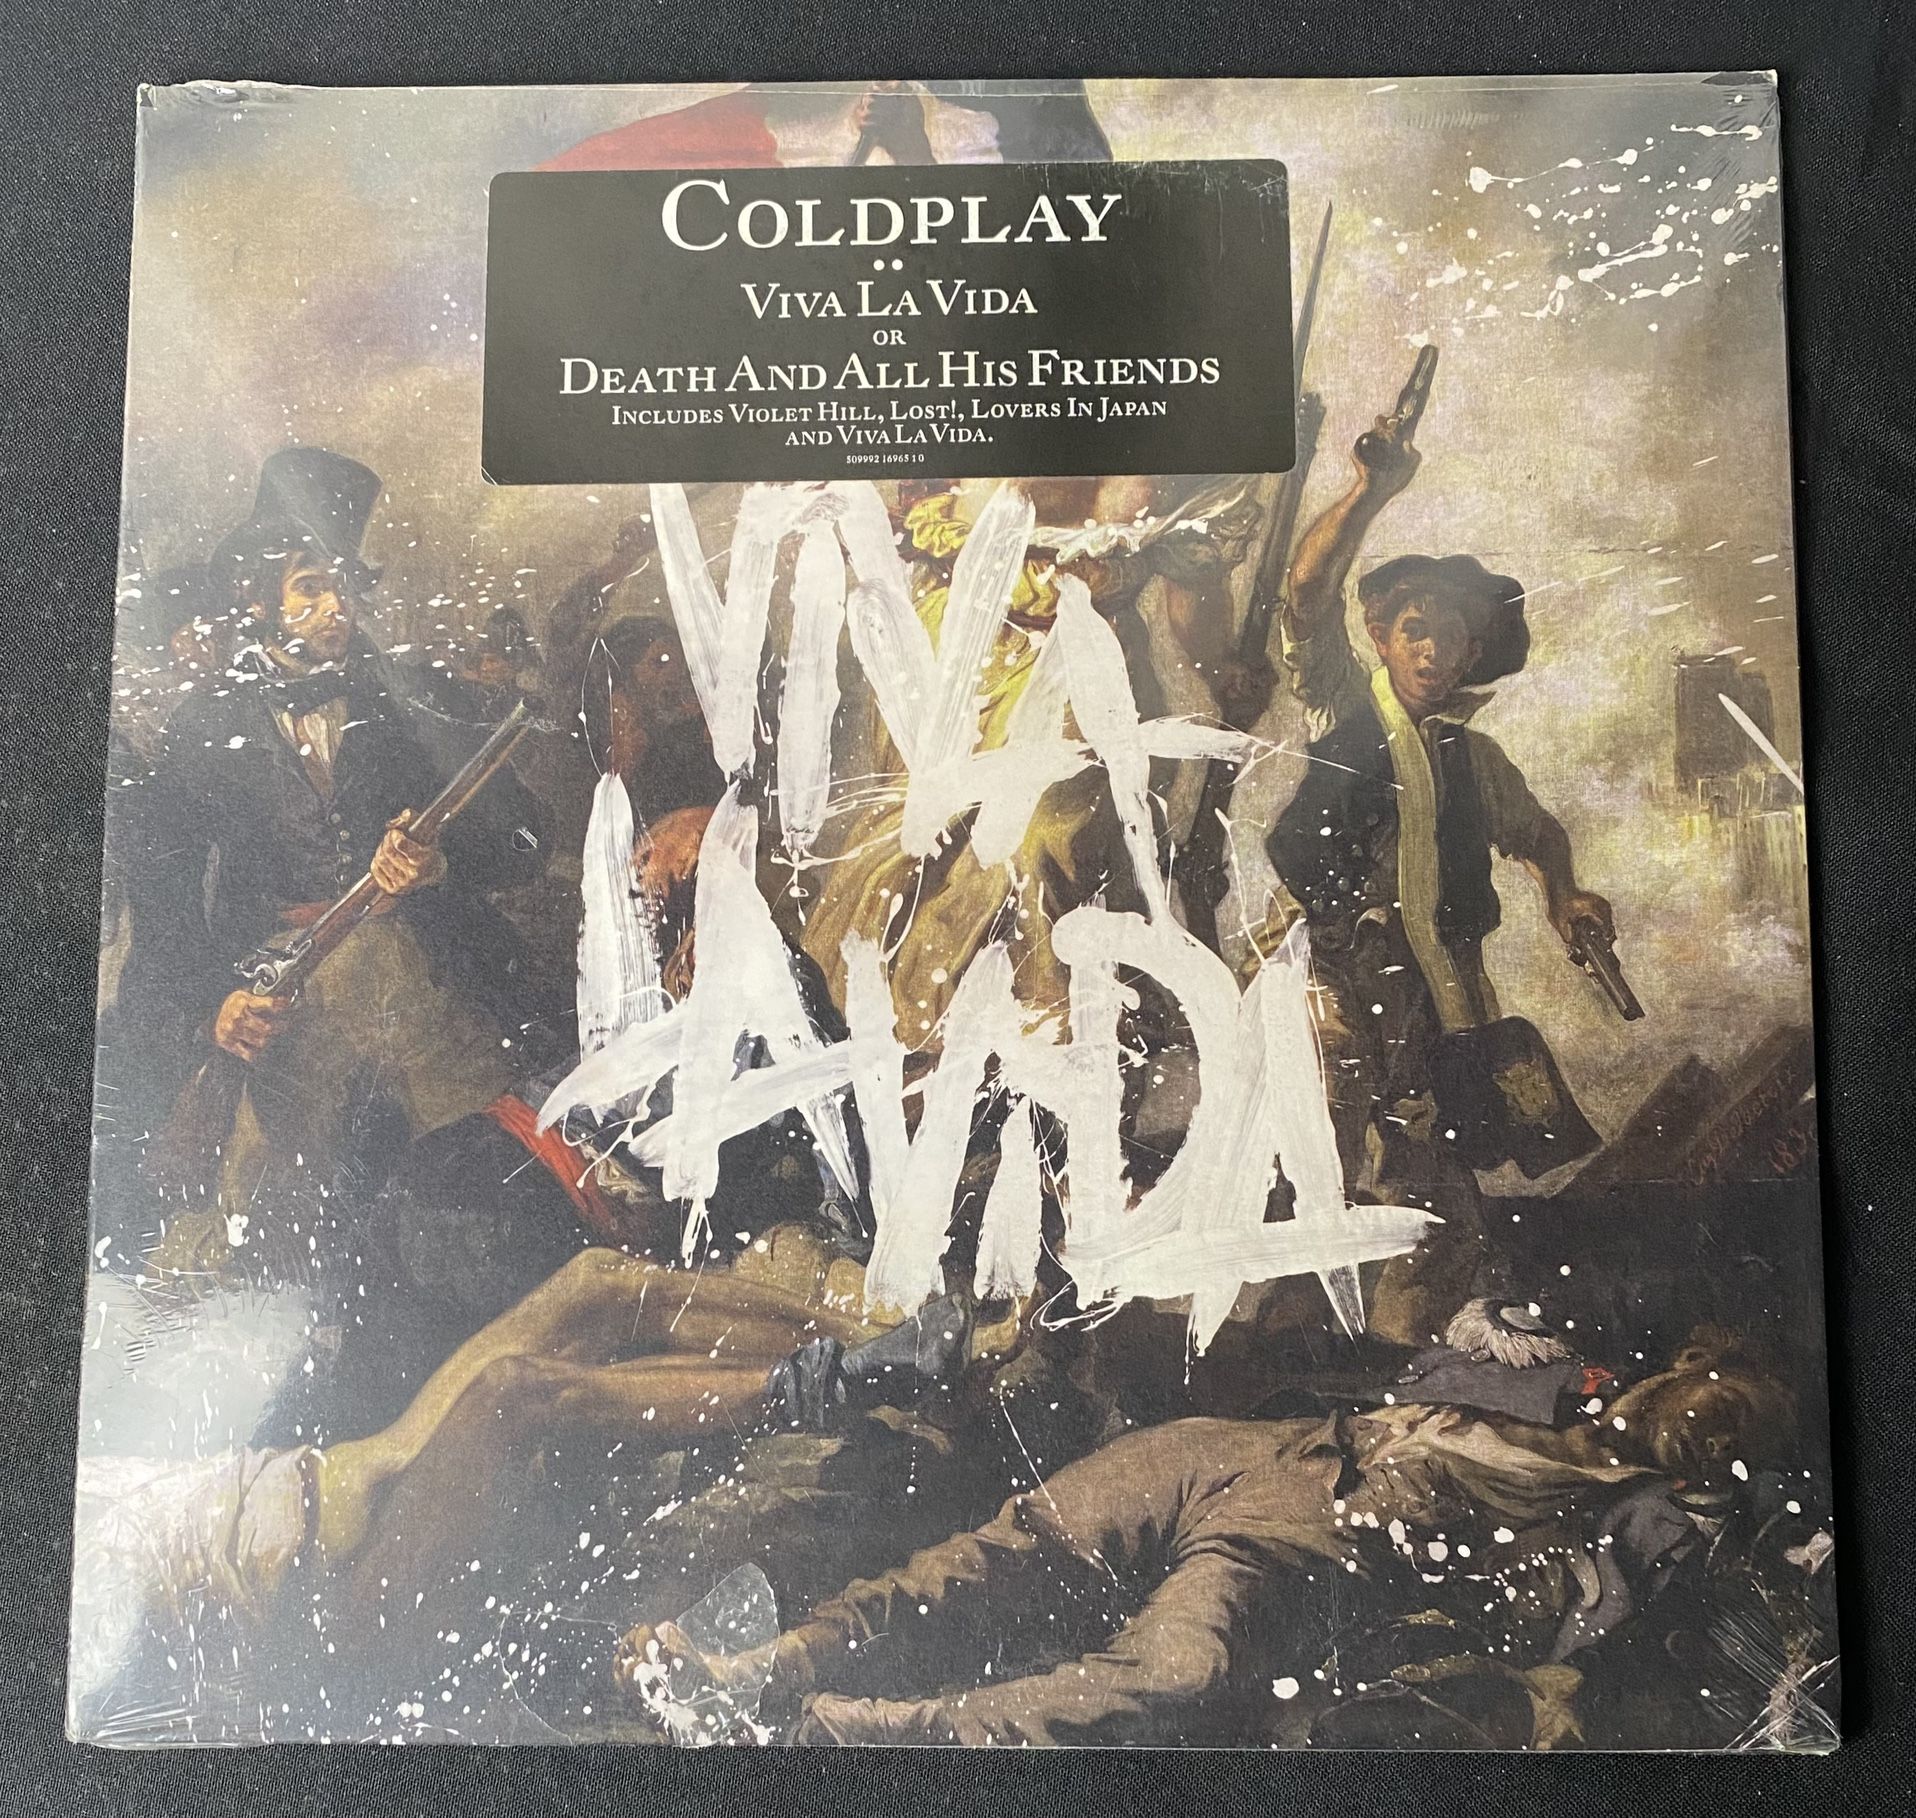 COLDPLAY
VIVA LA VIDA
OR
DEATH AND ALL HIS FRIENDS
INCLUDES VIOLET HILL, LOST!, LOVERS IN JAPAN
AND VIVA LA VIDA.
509992 16965 1 0
VIVA
LA VIDA